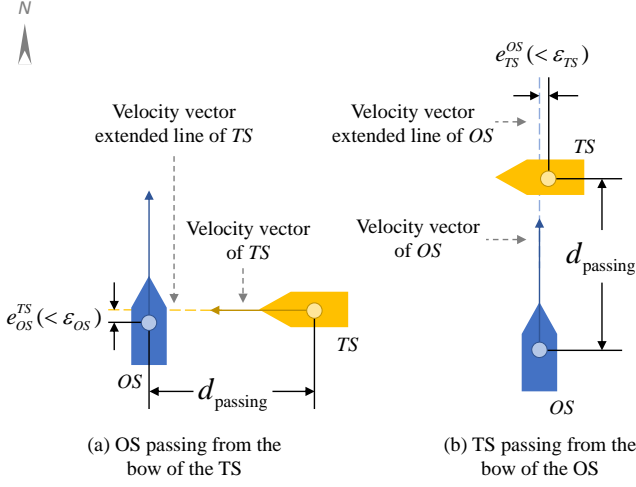 N
Velocity vector
extended line of TS
Velocity vector
of TS
e_{OS}^{TS}(< ε_{OS})
OS
TS
d_{passing}
(a) OS passing from the
bow of the TS
e_{TS}^{OS}(< ε_{TS})
Velocity vector
extended line of OS
TS
Velocity vector
of OS
d_{passing}
OS
(b) TS passing from the
bow of the OS